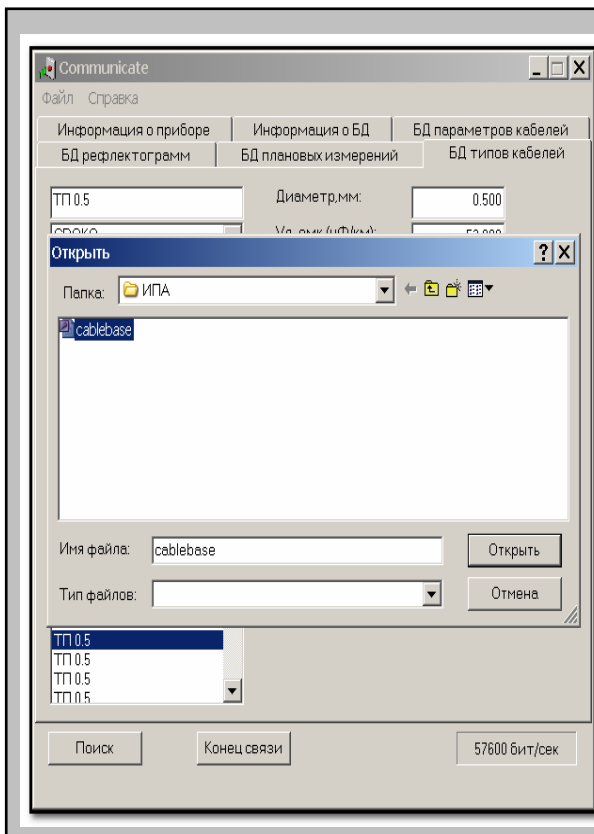 Communicate
Файл Справка
Информация о приборе Информация о БД БД параметров кабелей
БД рефлектограмм БД плановых измерений БД типов кабелей
ТП 0.5 Диаметр,мм: 0.500
Открыть
Папка: ИПА
cablebase
Имя файла: cablebase Открыть
Тип файлов: Отмена
ТП 0.5
ТП 0.5
ТП 0.5
ТП 0.5
Поиск Конец связи 57600 бит/сек